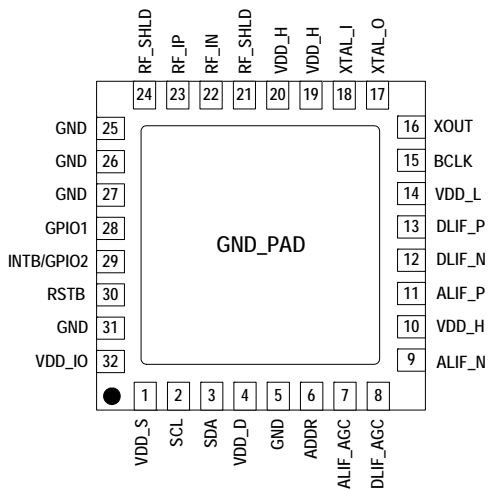 RF_SHLD
RF_IP
RF_IN
RF_SHLD
VDD_H
VDD_H
XTAL_I
XTAL_O
24 23 22 21 20 19 18 17
GND 25
GND 26
GND 27
GPIO1 28
INTB/GPIO2 29
RSTB 30
GND 31
VDD_IO 32
GND_PAD
16 XOUT
15 BCLK
14 VDD_L
13 DLIF_P
12 DLIF_N
11 ALIF_P
10 VDD_H
9 ALIF_N
1 2 3 4 5 6 7 8
VDD_S
SCL
SDA
VDD_D
GND
ADDR
ALIF_AGC
DLIF_AGC